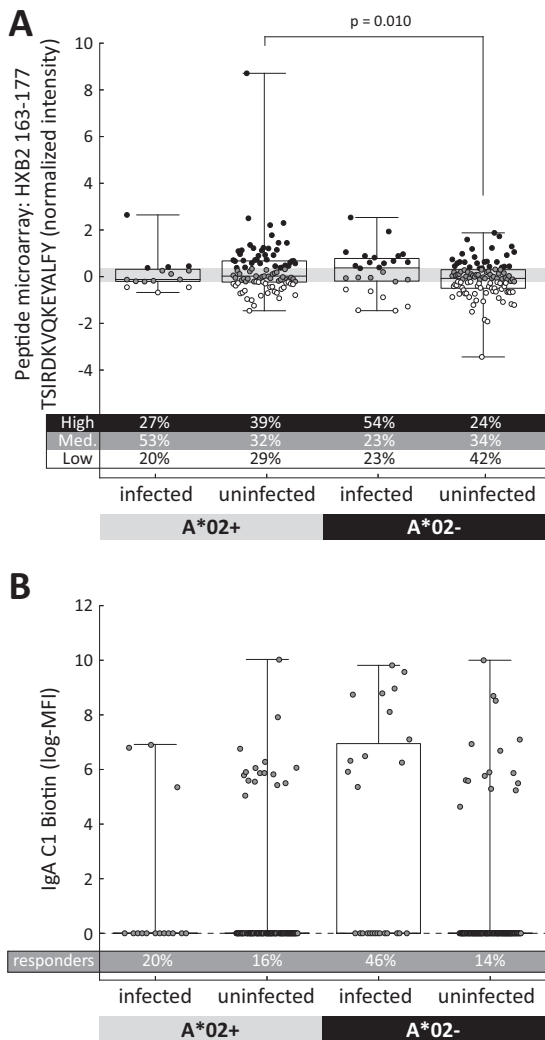 A
p = 0.010
Peptide microarray: HXB2 163-177
TSIRDKVQKEYALFY (normalized intensity)
10
8
6
4
2
0
-2
-4
High 27% 39% 54% 24%
Med. 53% 32% 23% 34%
Low 20% 29% 23% 42%
infected uninfected infected uninfected
A*02+ A*02-
B
IgA C1 Biotin (log-MFI)
12
10
8
6
4
2
0
responders 20% 16% 46% 14%
infected uninfected infected uninfected
A*02+ A*02-